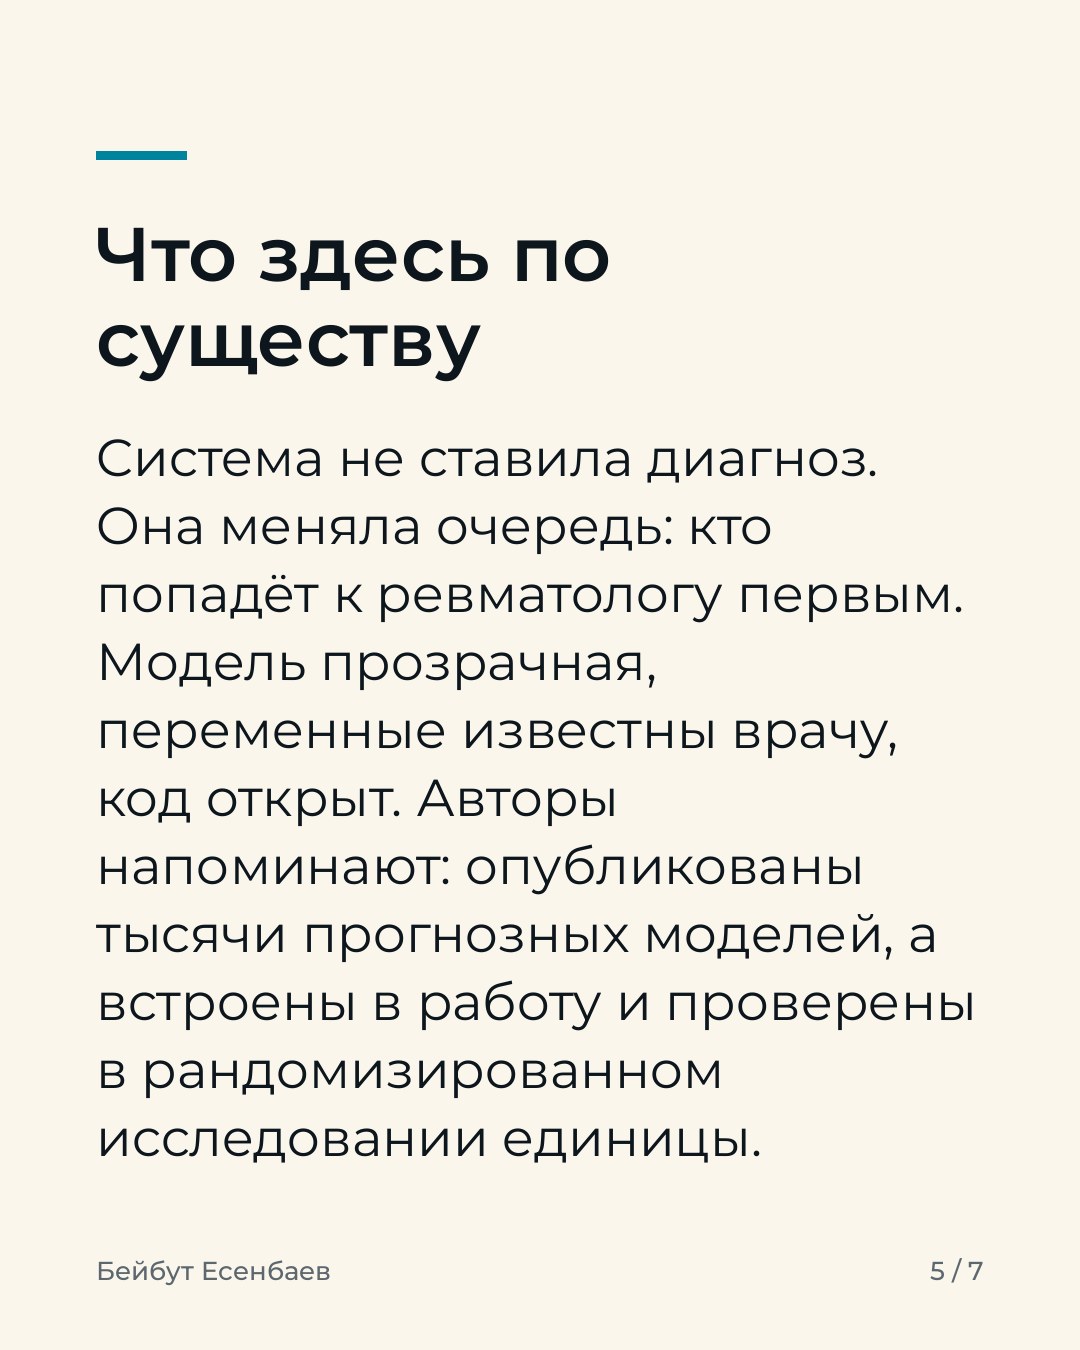 Что здесь по
существу
Система не ставила диагноз.
Она меняла очередь: кто
попадёт к ревматологу первым.
Модель прозрачная,
переменные известны врачу,
код открыт. Авторы
напоминают: опубликованы
тысячи прогнозных моделей, а
встроены в работу и проверены
в рандомизированном
исследовании единицы.
Бейбут Есенбаев
5 / 7